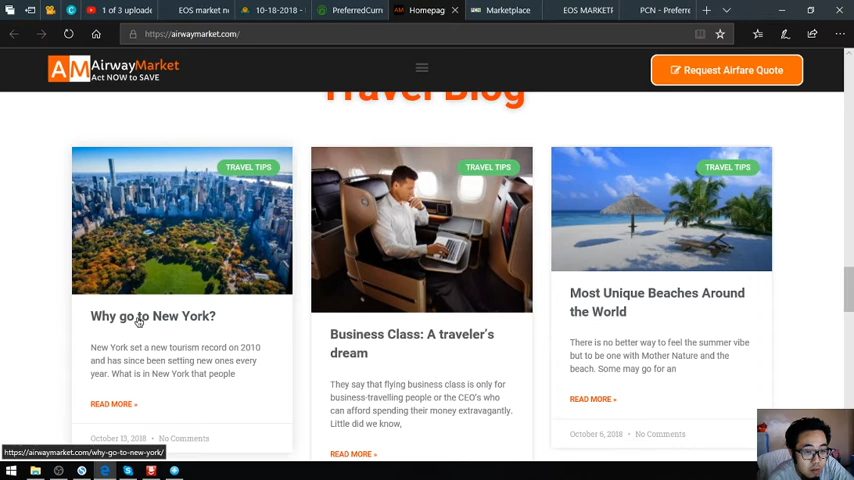 1 of 3 uploade
EOS market ne
10-18-2018 -
PreferredCurr
Homepag
Marketplace
EOS MARKETP
PCN - Preferre
https://airwaymarket.com/
AM AirwayMarket
Act NOW to SAVE
Request Airfare Quote
Travel Blog
TRAVEL TIPS
TRAVEL TIPS
TRAVEL TIPS
Why go to New York?
New York set a new tourism record on 2010
and has since been setting new ones every
year. What is in New York that people
READ MORE »
October 13, 2018 • No Comments
Business Class: A traveler's
dream
They say that flying business class is only for
business-travelling people or the CEO's who
can afford spending their money extravagantly.
Little did we know,
READ MORE »
Most Unique Beaches Around
the World
There is no better way to feel the summer vibe
but to be one with Mother Nature and the
beach. Some may go for an
READ MORE »
October 6, 2018 • No Comments
https://airwaymarket.com/why-go-to-new-york/